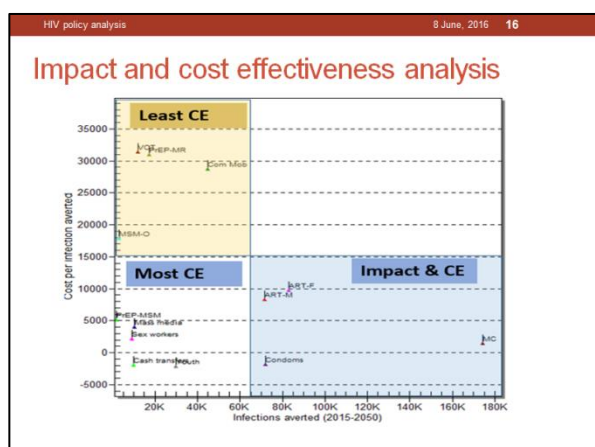 HIV policy analysis 8 June, 2016 16
Impact and cost effectiveness analysis
Least CE
35000
VCT
PrEP-MR
30000
Com Mob
25000
20000
MSM-O
15000
Most CE
Impact & CE
10000
ART-F
ART-M
PrEP-MSM
5000
Mass media
Sex workers
MC
0
Cash transfers
Youth
Condoms
-5000
Cost per infection averted
20K 40K 60K 80K 100K 120K 140K 160K 180K
Infections averted (2015-2050)